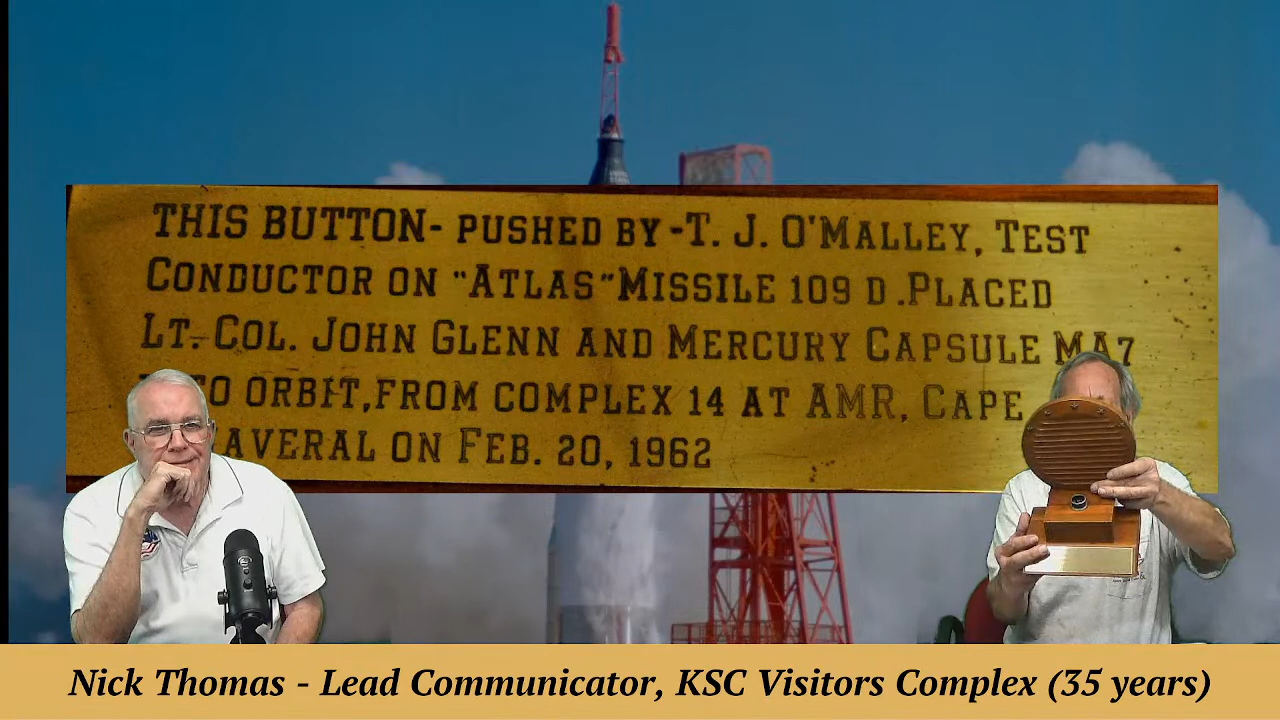 THIS BUTTON- PUSHED BY -T. J. O'MALLEY, TEST
CONDUCTOR ON "ATLAS" MISSILE 109 D .PLACED
LT. COL. JOHN GLENN AND MERCURY CAPSULE MA7
ORBIT, FROM COMPLEX 14 AT AMR, CAPE
ON FEB. 20, 1962
Nick Thomas - Lead Communicator, KSC Visitors Complex (35 years)